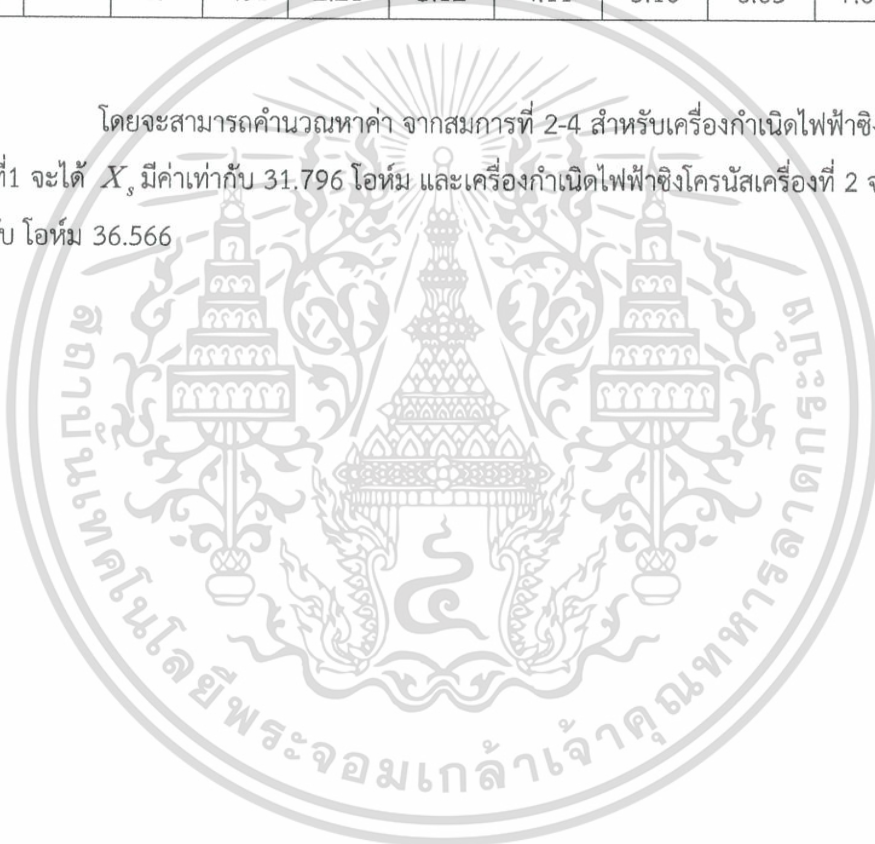 โดยจะสามารถคำนวณหาค่า จากสมการที่ 2-4 สำหรับเครื่องกำเนิดไฟฟ้าซิง
ที่1 จะได้ X_s มีค่าเท่ากับ 31.796 โอห์ม และเครื่องกำเนิดไฟฟ้าซิงโครนัสเครื่องที่ 2 จ
ับ โอห์ม 36.566
สถาบันเทคโนโลยีพระจอมเกล้าเจ้าคุณทหารลาดกระบัง